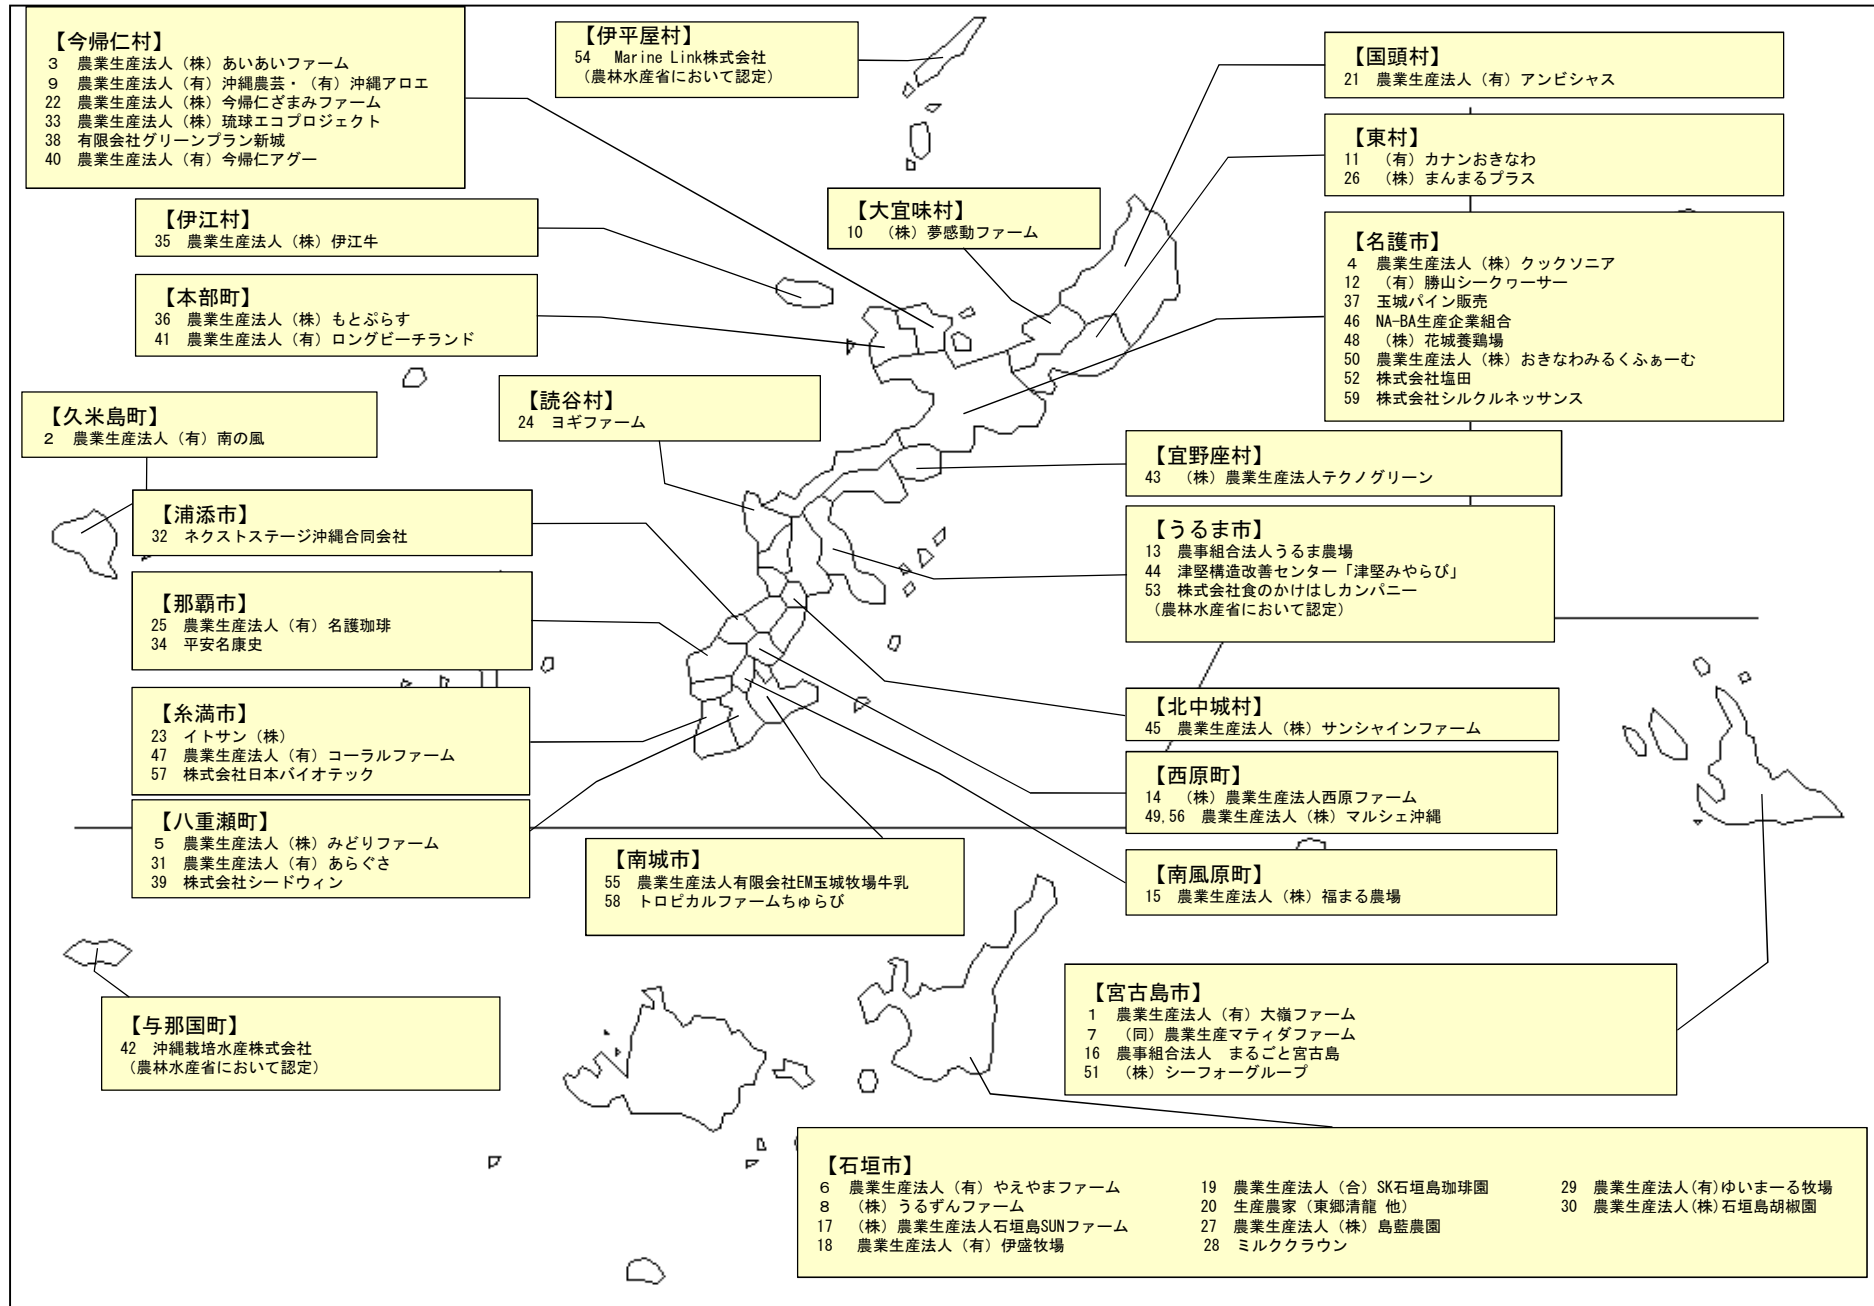 【今帰仁村】
3 農業生産法人（株）あいあいファーム
9 農業生産法人（有）沖縄農芸・（有）沖縄アロエ
22 農業生産法人（株）今帰仁ざまみファーム
33 農業生産法人（株）琉球エコプロジェクト
38 有限会社グリーンプラン新城
40 農業生産法人（有）今帰仁アグー
【伊平屋村】
54 Marine Link株式会社
（農林水産省において認定）
【国頭村】
21 農業生産法人（有）アンビシャス
【東村】
11 （有）カナンおきなわ
26 （株）まんまるプラス
【伊江村】
35 農業生産法人（株）伊江牛
【大宜味村】
10 （株）夢感動ファーム
【名護市】
4 農業生産法人（株）クックソニア
12 （有）勝山シークヮーサー
37 玉城パイン販売
46 NA-BA生産企業組合
48 （株）花城養鶏場
50 農業生産法人（株）おきなわみるくふぁーむ
52 株式会社塩田
59 株式会社シルクルネッサンス
【本部町】
36 農業生産法人（株）もとぷらす
41 農業生産法人（有）ロングビーチランド
【久米島町】
2 農業生産法人（有）南の風
【読谷村】
24 ヨギファーム
【宜野座村】
43 （株）農業生産法人テクノグリーン
【浦添市】
32 ネクストステージ沖縄合同会社
【うるま市】
13 農事組合法人うるま農場
44 津堅構造改善センター「津堅みやらび」
53 株式会社食のかけはしカンパニー
（農林水産省において認定）
【那覇市】
25 農業生産法人（有）名護珈琲
34 平安名康史
【糸満市】
23 イトサン（株）
47 農業生産法人（有）コーラルファーム
57 株式会社日本バイオテック
【北中城村】
45 農業生産法人（株）サンシャインファーム
【西原町】
14 （株）農業生産法人西原ファーム
49,56 農業生産法人（株）マルシェ沖縄
【八重瀬町】
5 農業生産法人（株）みどりファーム
31 農業生産法人（有）あらぐさ
39 株式会社シードウィン
【南城市】
55 農業生産法人有限会社EM玉城牧場牛乳
58 トロピカルファームちゅらび
【南風原町】
15 農業生産法人（株）福まる農場
【与那国町】
42 沖縄栽培水産株式会社
（農林水産省において認定）
【宮古島市】
1 農業生産法人（有）大嶺ファーム
7 （同）農業生産マティダファーム
16 農事組合法人 まるごと宮古島
51 （株）シーフォーグループ
【石垣市】
6 農業生産法人（有）やえやまファーム
8 （株）うるずんファーム
17 （株）農業生産法人石垣島SUNファーム
18 農業生産法人（有）伊盛牧場
19 農業生産法人（合）SK石垣島珈琲園
20 生産農家（東郷清龍 他）
27 農業生産法人（株）島藍農園
28 ミルククラウン
29 農業生産法人(有)ゆいまーる牧場
30 農業生産法人(株)石垣島胡椒園